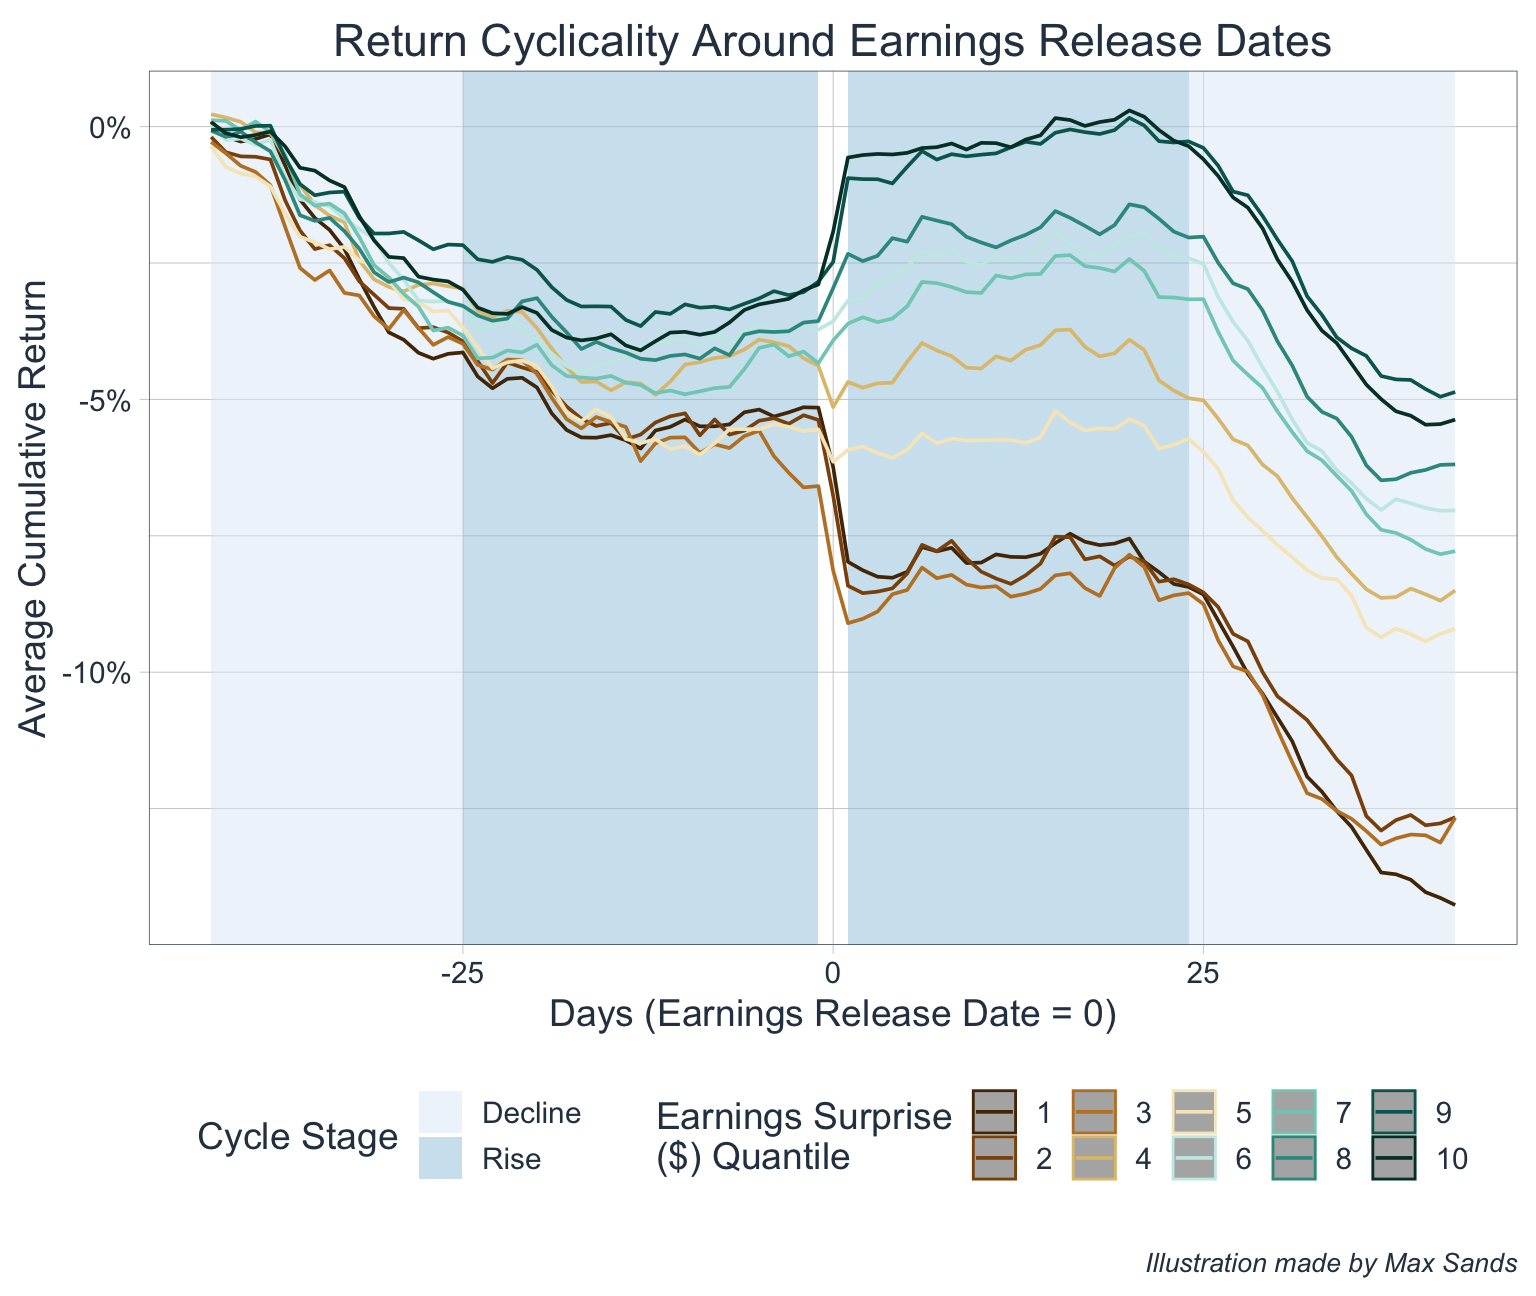 Return Cyclicality Around Earnings Release Dates
Average Cumulative Return
0%
-5%
-10%
-25 0 25
Days (Earnings Release Date = 0)
Cycle Stage
Decline
Rise
Earnings Surprise
($) Quantile
1 3 5 7 9
2 4 6 8 10
Illustration made by Max Sands